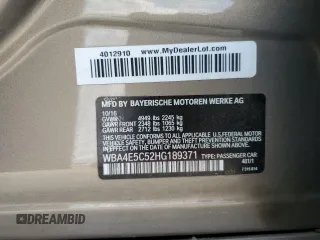 4012910 www.MyDealerLot.com
MFD BY BAYERISCHE MOTOREN WERKE AG
10/16
GVWR 4949 lbs 2245 kg
GAWR FRONT 2348 lbs 1065 kg
GAWR REAR 2712 lbs 1230 kg
THIS VEHICLE CONFORMS TO ALL APPLICABLE
U.S. FEDERAL MOTOR VEHICLE SAFETY, BUMPER
AND THEFT PREVENTION STANDARDS IN EFFECT
ON THE DATE OF MANUFACTURE SHOWN ABOVE.
WBA4E5C52HG189371 TYPE: PASSENGER CAR
DREAMBID